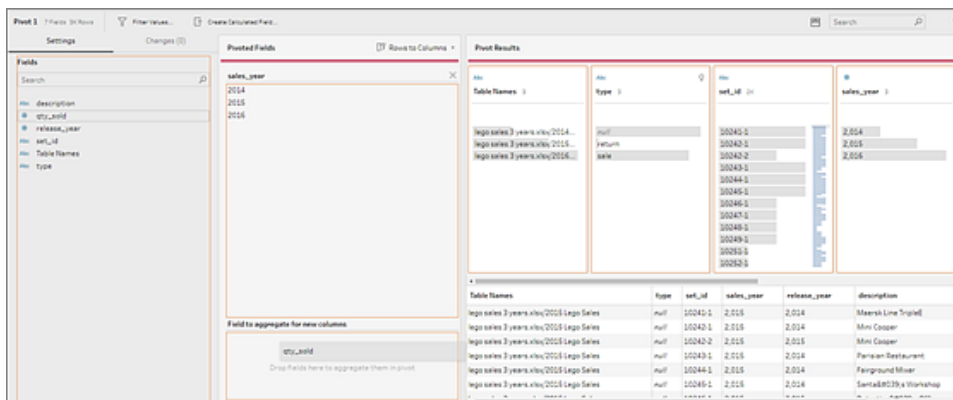 Pivot 1 7 Fields 94 Rows Filter Values... Create Calculated Field... Search
Settings Changes (0)
Fields
Search
Abc description
qty_sold
release_year
Abc set_id
Abc Table Names
Abc type
Pivoted Fields Rows to Columns
sales_year
2014
2015
2016
Field to aggregate for new columns
qty_sold
Drop fields here to aggregate them in pivot
Pivot Results
Abc
Table Names 3
lego sales 3 years.xlsx/2014...
lego sales 3 years.xlsx/2015...
lego sales 3 years.xlsx/2016...
Abc
type 3
null
return
sale
Abc
set_id
10241-1
10242-1
10242-2
10243-1
10244-1
10245-1
10246-1
10247-1
10248-1
10249-1
10251-1
10252-1
sales_year 3
2,014
2,015
2,016
Table Names type set_id sales_year release_year description
lego sales 3 years.xlsx/2015 Lego Sales null 10241-1 2,015 2,014 Maersk Line Triple
lego sales 3 years.xlsx/2015 Lego Sales null 10242-1 2,015 2,014 Mini Cooper
lego sales 3 years.xlsx/2015 Lego Sales null 10242-2 2,015 2,015 Mini Cooper
lego sales 3 years.xlsx/2015 Lego Sales null 10243-1 2,015 2,014 Parisian Restaurant
lego sales 3 years.xlsx/2015 Lego Sales null 10244-1 2,015 2,014 Fairground Mixer
lego sales 3 years.xlsx/2015 Lego Sales null 10245-1 2,015 2,014 Santa&#039;s Workshop